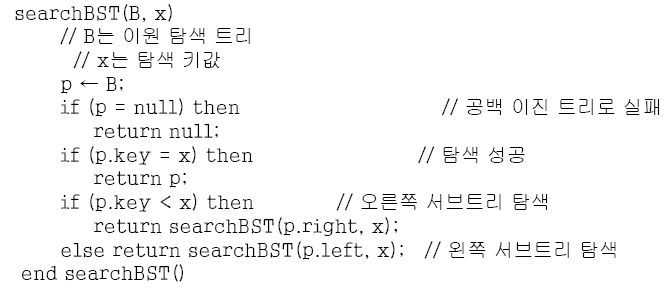 searchBST(B, x)
// B는 이원 탐색 트리
// x는 탐색 키값
p ← B;
if (p = null) then // 공백 이진 트리로 실패
return null;
if (p.key = x) then // 탐색 성공
return p;
if (p.key < x) then // 오른쪽 서브트리 탐색
return searchBST(p.right, x);
else return searchBST(p.left, x); // 왼쪽 서브트리 탐색
end searchBST()